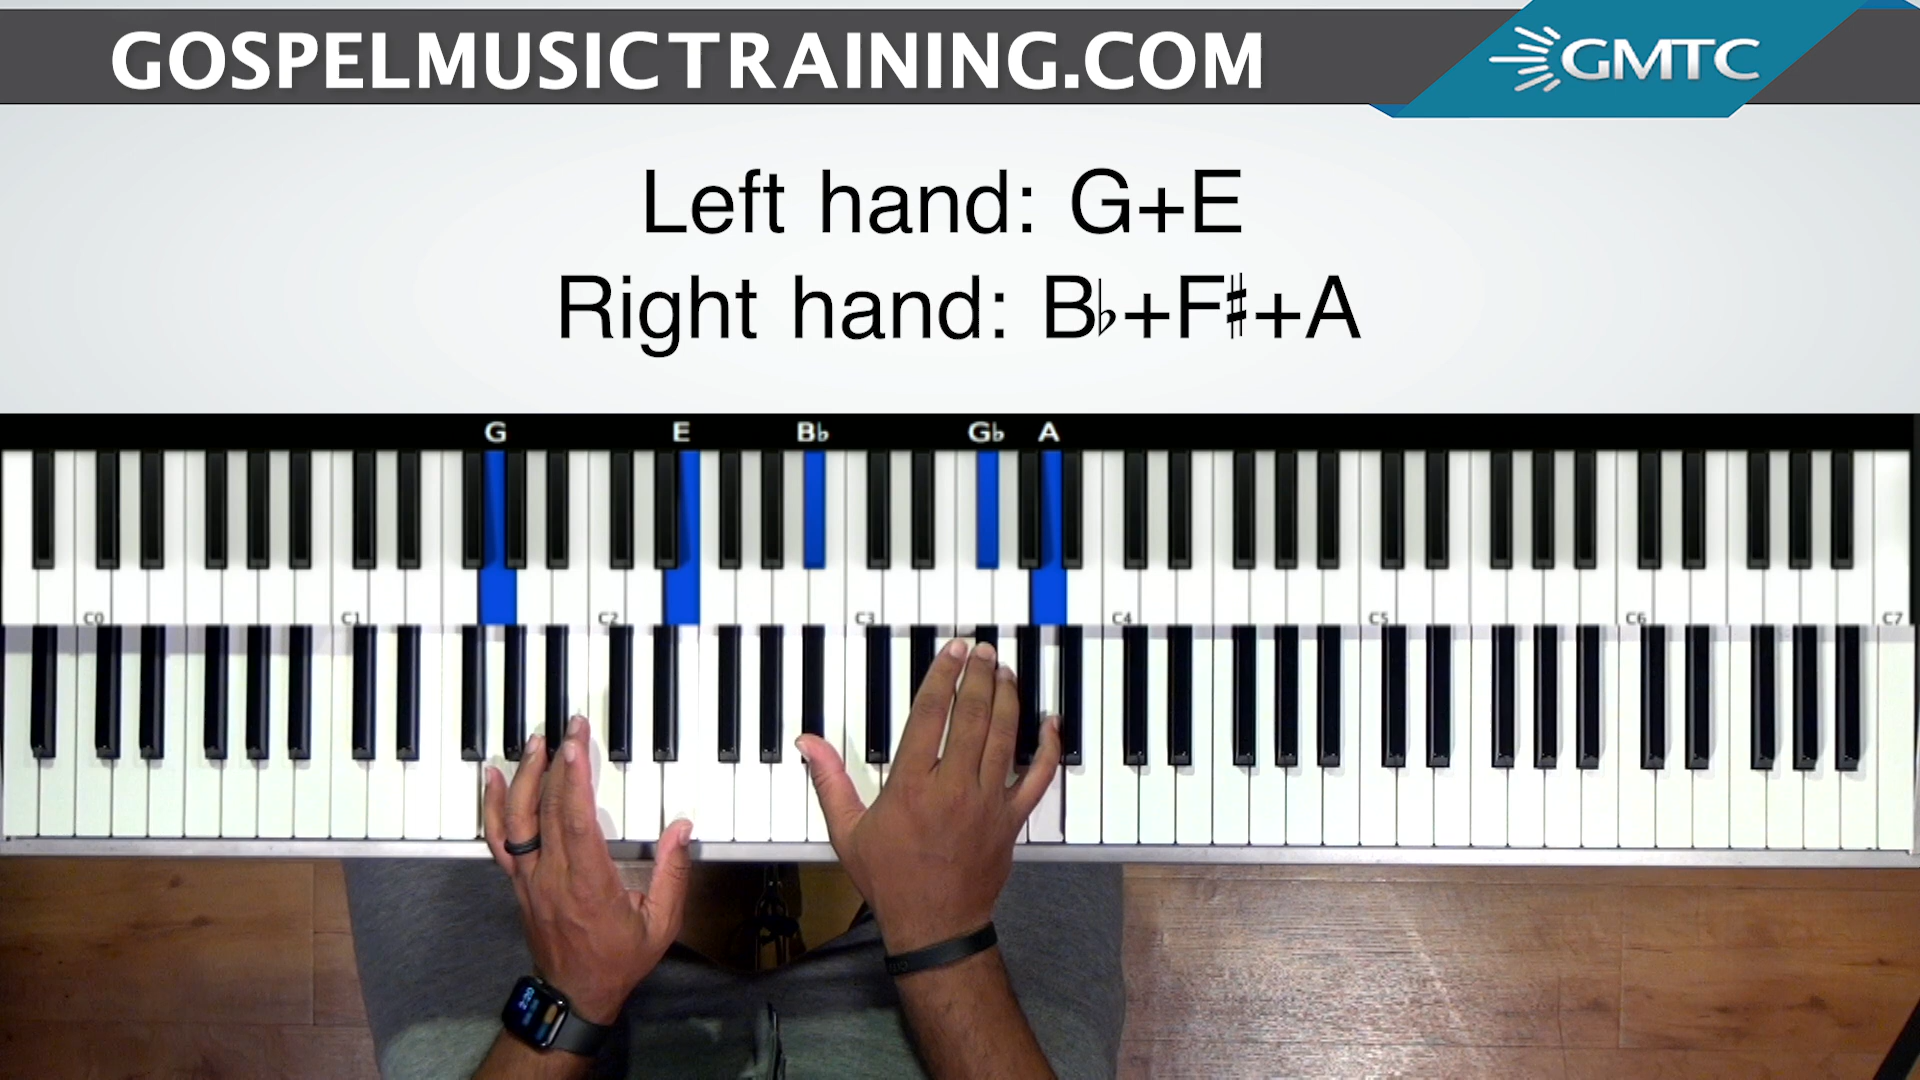 GOSPELMUSICTRAINING.COM
GMTC
Left hand: G+E
Right hand: B♭+F♯+A
G E B♭ G♭ A
C0 C1 C2 C3 C4 C5 C6 C7